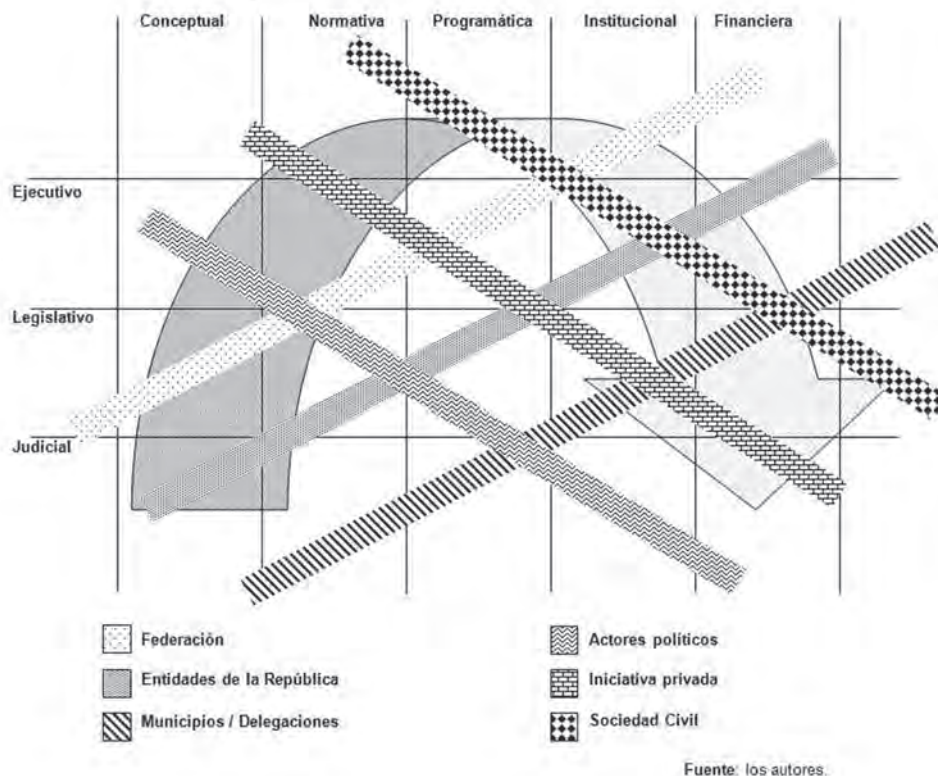 Conceptual Normativa Programática Institucional Financiera
Ejecutivo
Legislativo
Judicial
Federación
Entidades de la República
Municipios / Delegaciones
Actores políticos
Iniciativa privada
Sociedad Civil
Fuente: los autores.